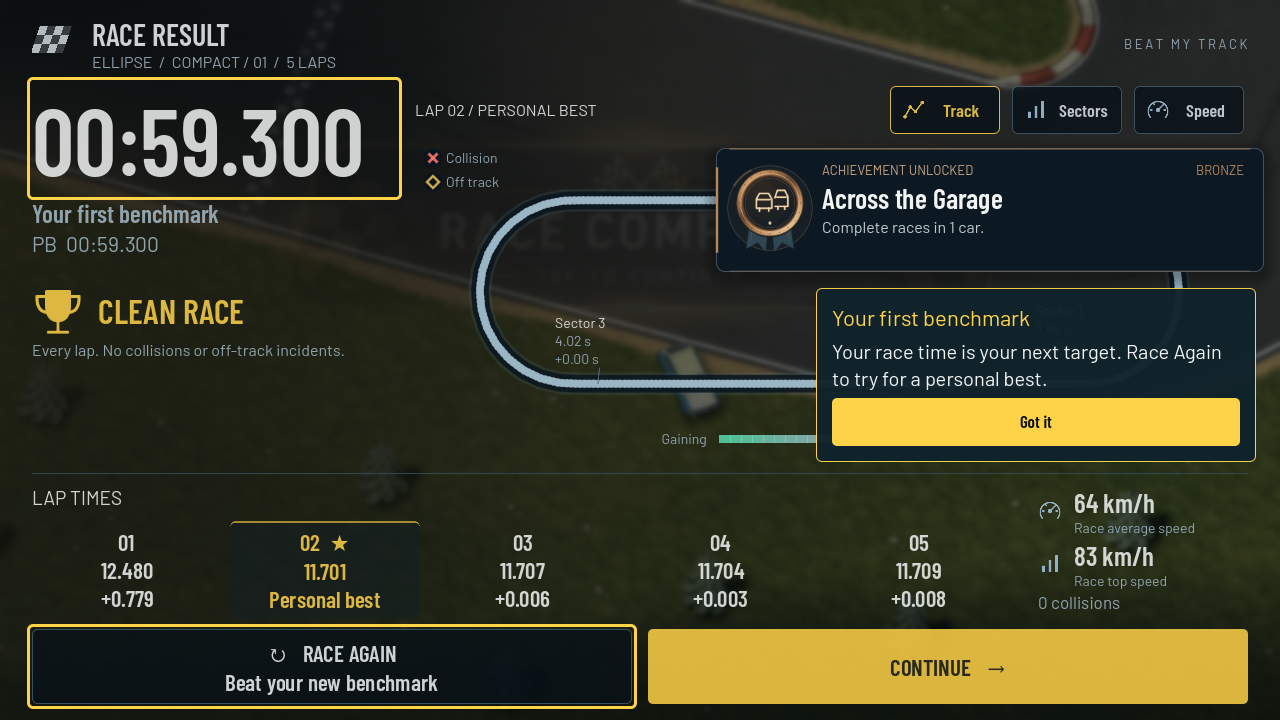 RACE RESULT
ELLIPSE / COMPACT / 01 / 5 LAPS
BEAT MY TRACK
00:59.300
LAP 02 / PERSONAL BEST
Track
Sectors
Speed
Collision
Off track
Your first benchmark
PB 00:59.300
ACHIEVEMENT UNLOCKED
BRONZE
Across the Garage
Complete races in 1 car.
CLEAN RACE
Every lap. No collisions or off-track incidents.
Sector 3
4.02 s
+0.00 s
Your first benchmark
Your race time is your next target. Race Again
to try for a personal best.
Got it
Gaining
LAP TIMES
01
12.480
+0.779
02 ★
11.701
Personal best
03
11.707
+0.006
04
11.704
+0.003
05
11.709
+0.008
64 km/h
Race average speed
83 km/h
Race top speed
0 collisions
↻ RACE AGAIN
Beat your new benchmark
CONTINUE →